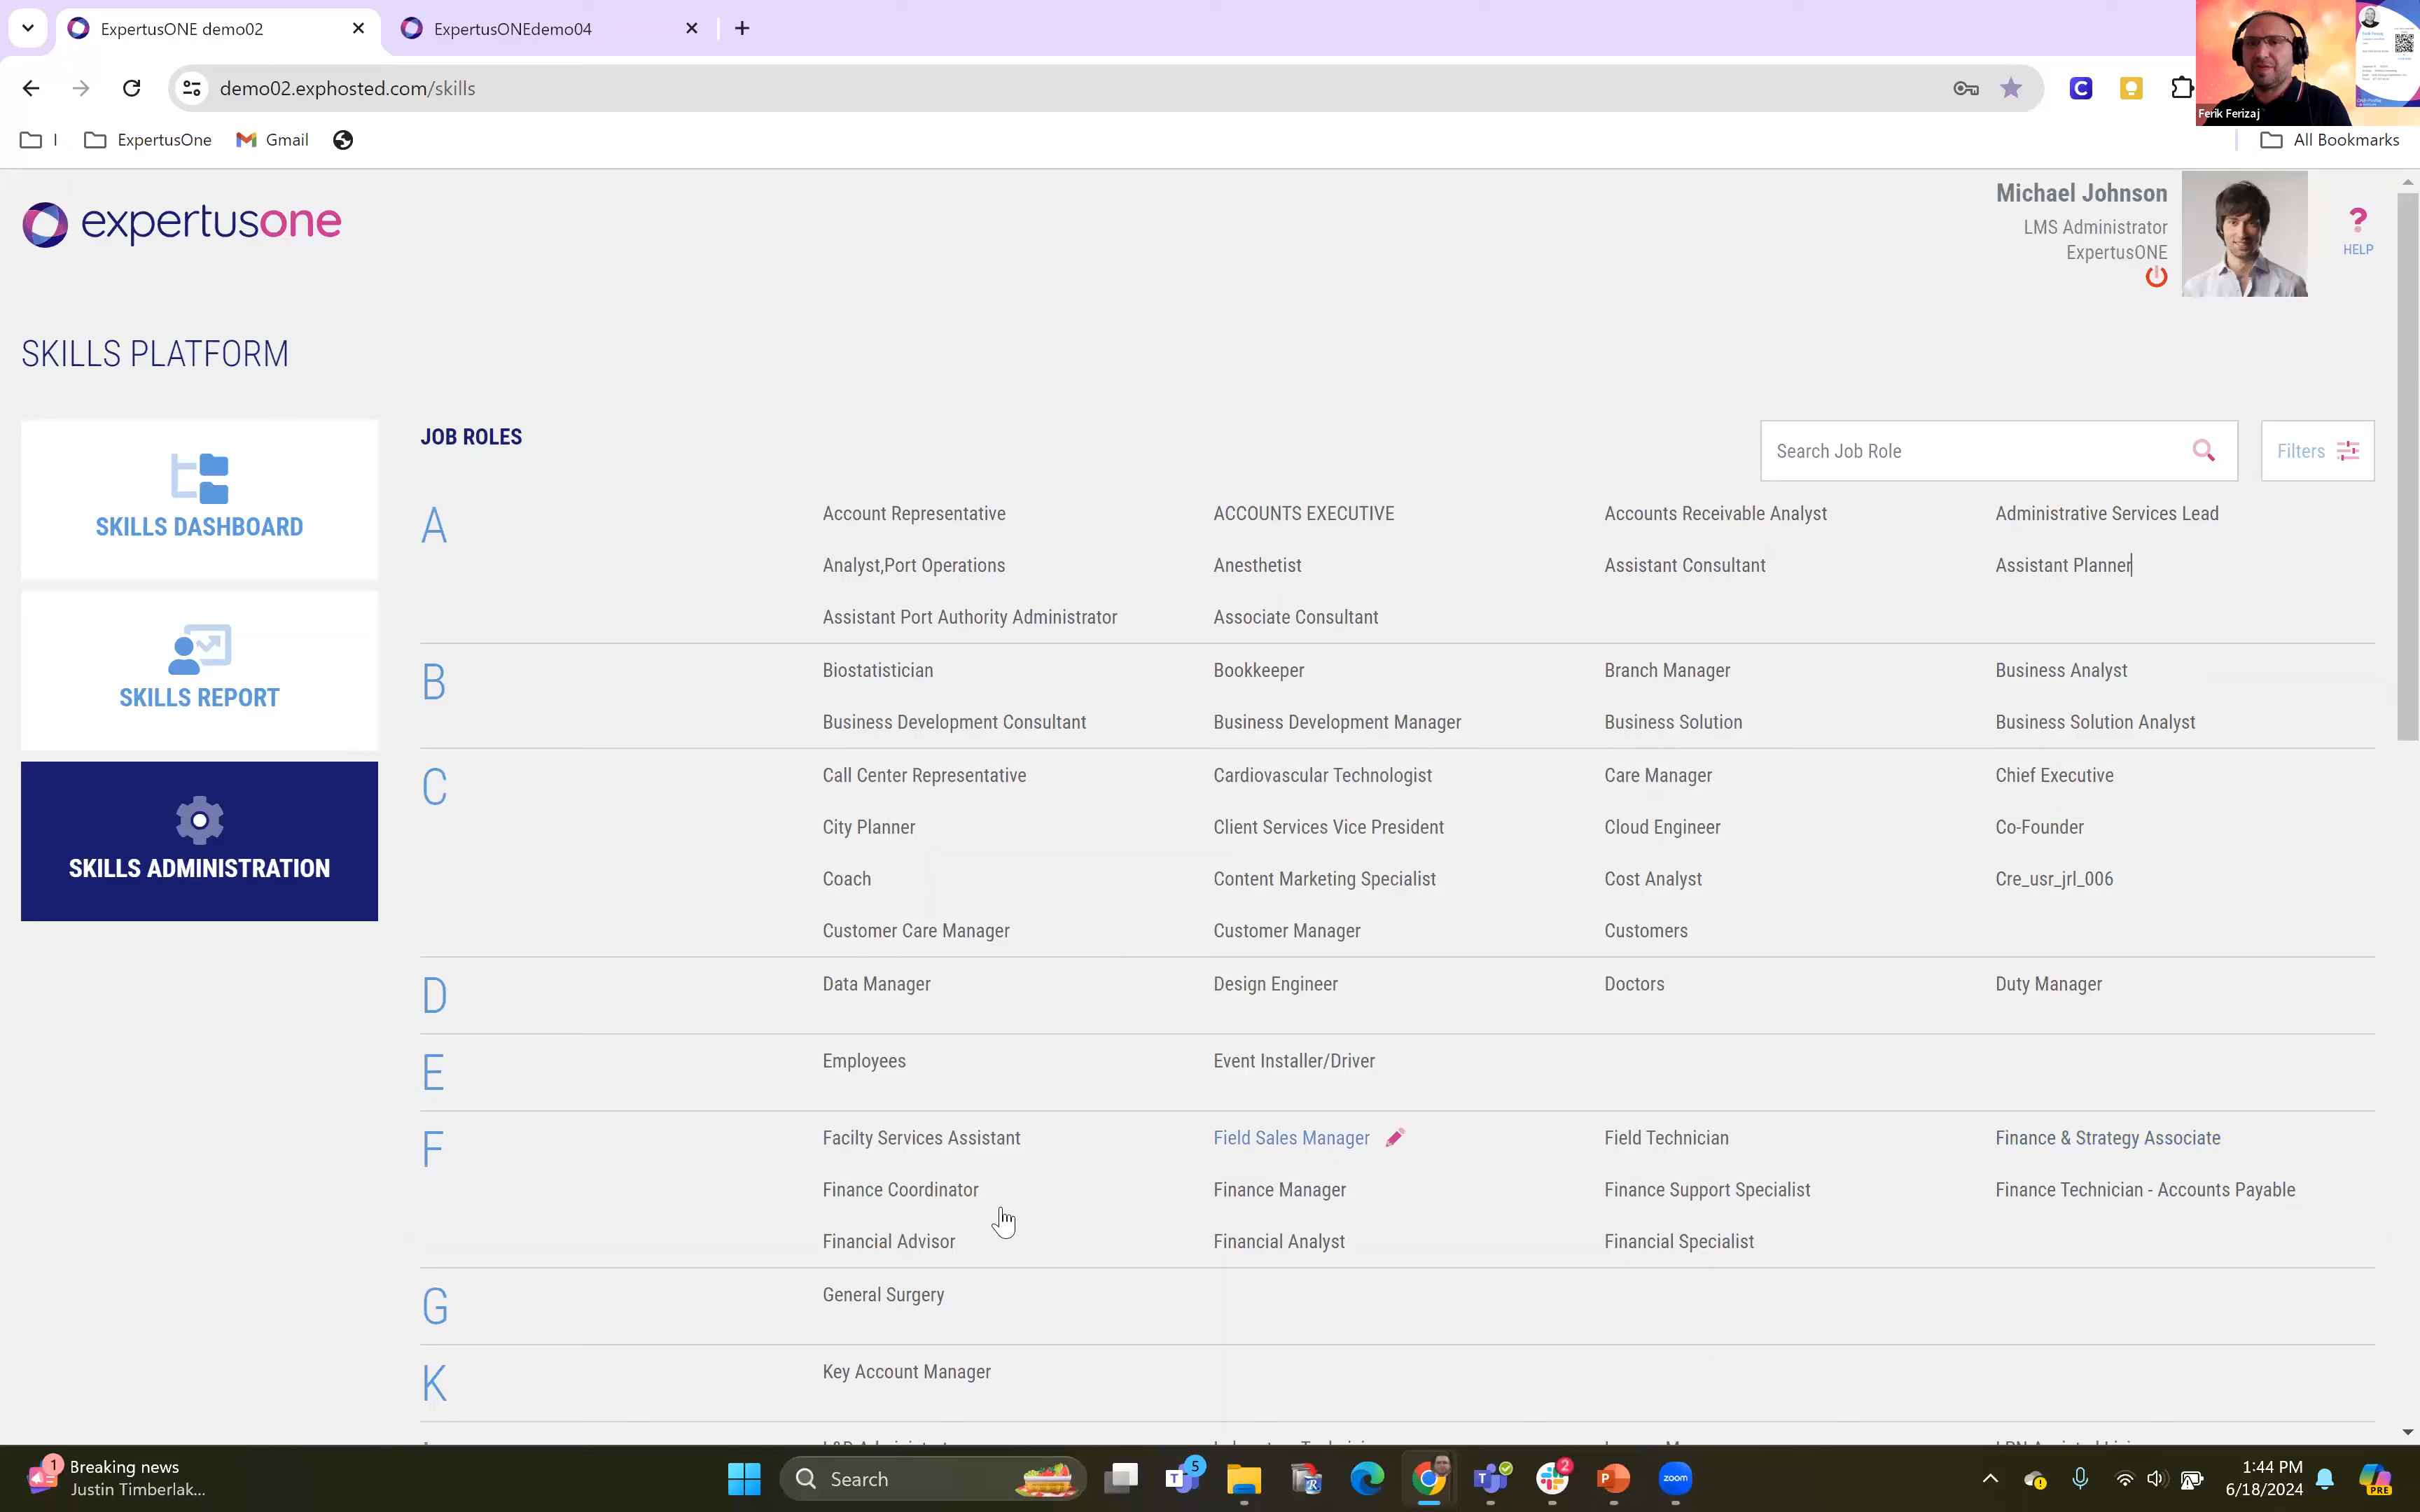 ExpertusONE demo02
ExpertusONEdemo04
demo02.exphosted.com/skills
Ferik Ferizaj
I
ExpertusOne
Gmail
All Bookmarks
expertusone
Michael Johnson
LMS Administrator
ExpertusONE
?
HELP
SKILLS PLATFORM
SKILLS DASHBOARD
SKILLS REPORT
SKILLS ADMINISTRATION
JOB ROLES
Search Job Role
Filters
A
Account Representative ACCOUNTS EXECUTIVE Accounts Receivable Analyst Administrative Services Lead
Analyst,Port Operations Anesthetist Assistant Consultant Assistant Planner
Assistant Port Authority Administrator Associate Consultant
B
Biostatistician Bookkeeper Branch Manager Business Analyst
Business Development Consultant Business Development Manager Business Solution Business Solution Analyst
C
Call Center Representative Cardiovascular Technologist Care Manager Chief Executive
City Planner Client Services Vice President Cloud Engineer Co-Founder
Coach Content Marketing Specialist Cost Analyst Cre_usr_jrl_006
Customer Care Manager Customer Manager Customers
D
Data Manager Design Engineer Doctors Duty Manager
E
Employees Event Installer/Driver
F
Facilty Services Assistant Field Sales Manager Field Technician Finance & Strategy Associate
Finance Coordinator Finance Manager Finance Support Specialist Finance Technician - Accounts Payable
Financial Advisor Financial Analyst Financial Specialist
G
General Surgery
K
Key Account Manager
1
Breaking news
Justin Timberlak...
Search
5
2
zoom
1:44 PM
6/18/2024
PRE